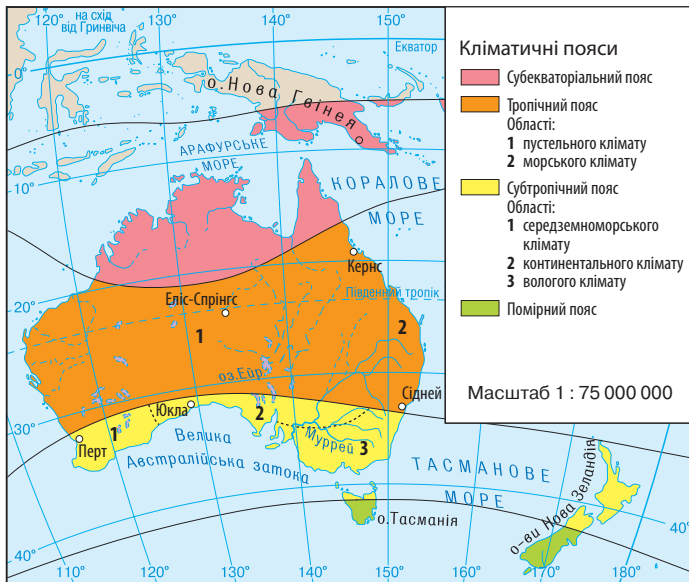 120°
на схід
від Гринвіча
130°
140°
150°
Екватор
0°
о. Нова Гвінея
АРАФУРСЬКЕ
МОРЕ
10°
КОРАЛОВЕ
МОРЕ
Кернс
20°
Еліс-Спрінгс
Південний тропік
1
2
оз. Ейр
Сідней
30°
Юкла
Перт
1
2
Муррей
3
Велика
Австралійська затока
ТАСМАНОВЕ
МОРЕ
о. Тасманія
о-ви Нова Зеландія
40°
40°
110°
120°
130°
140°
150°
160°
170°
180°
Кліматичні пояси
Субекваторіальний пояс
Тропічний пояс
Області:
1 пустельного клімату
2 морського клімату
Субтропічний пояс
Області:
1 середземноморського
клімату
2 континентального клімату
3 вологого клімату
Помірний пояс
Масштаб 1 : 75 000 000